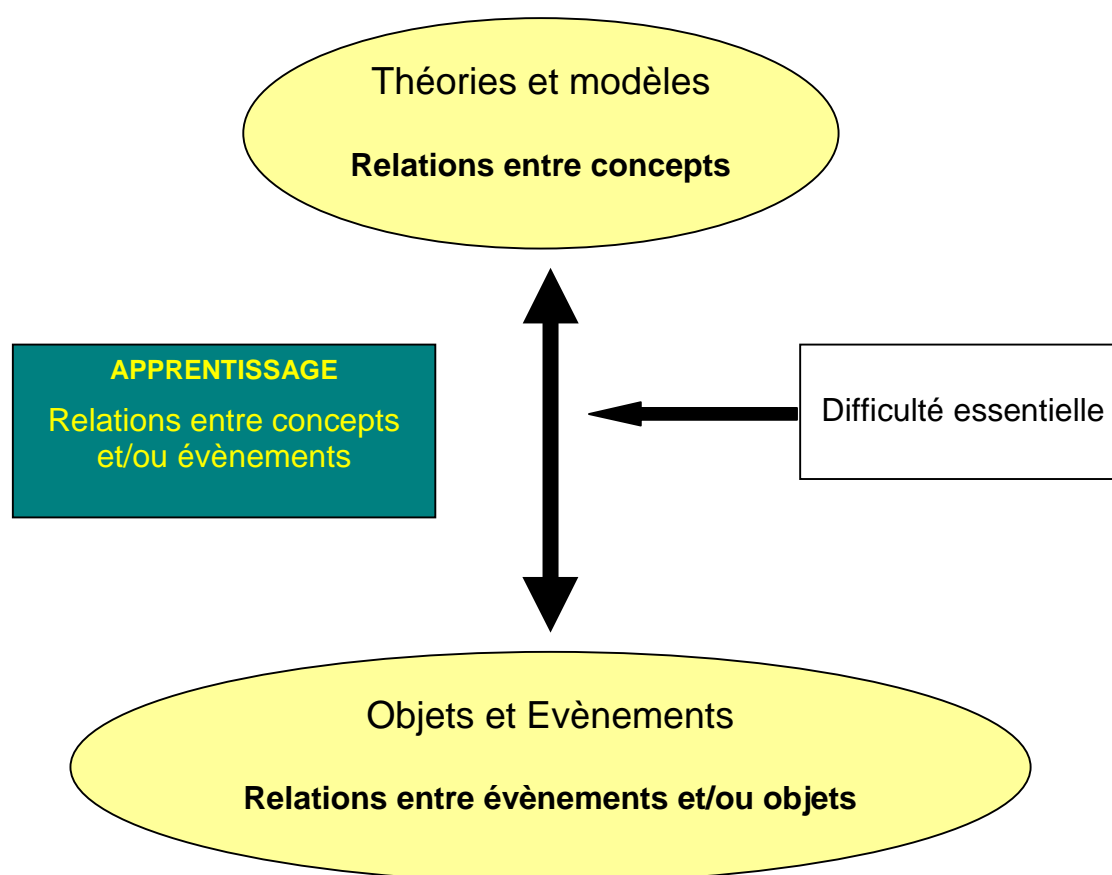 Théories et modèles
Relations entre concepts
APPRENTISSAGE
Relations entre concepts
et/ou évènements
Difficulté essentielle
Objets et Evènements
Relations entre évènements et/ou objets